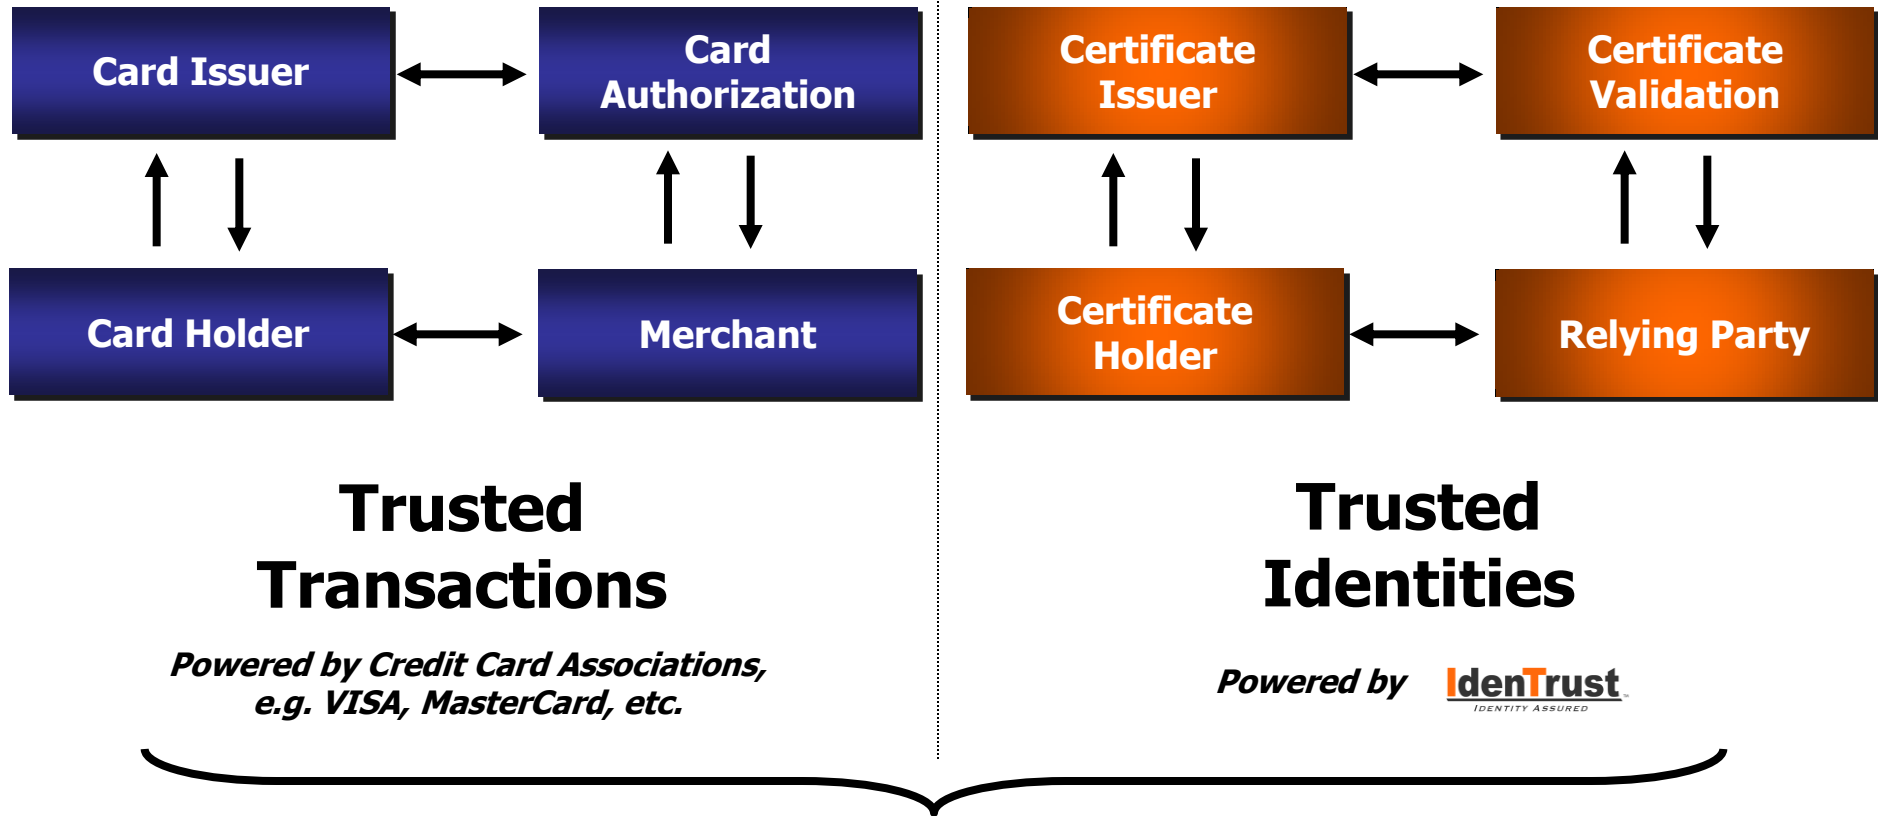 Card Issuer
Card
Authorization
Certificate
Issuer
Certificate
Validation
Card Holder
Merchant
Certificate
Holder
Relying Party
Trusted
Transactions
Powered by Credit Card Associations,
e.g. VISA, MasterCard, etc.
Trusted
Identities
Powered by
IdenTrust™
IDENTITY ASSURED